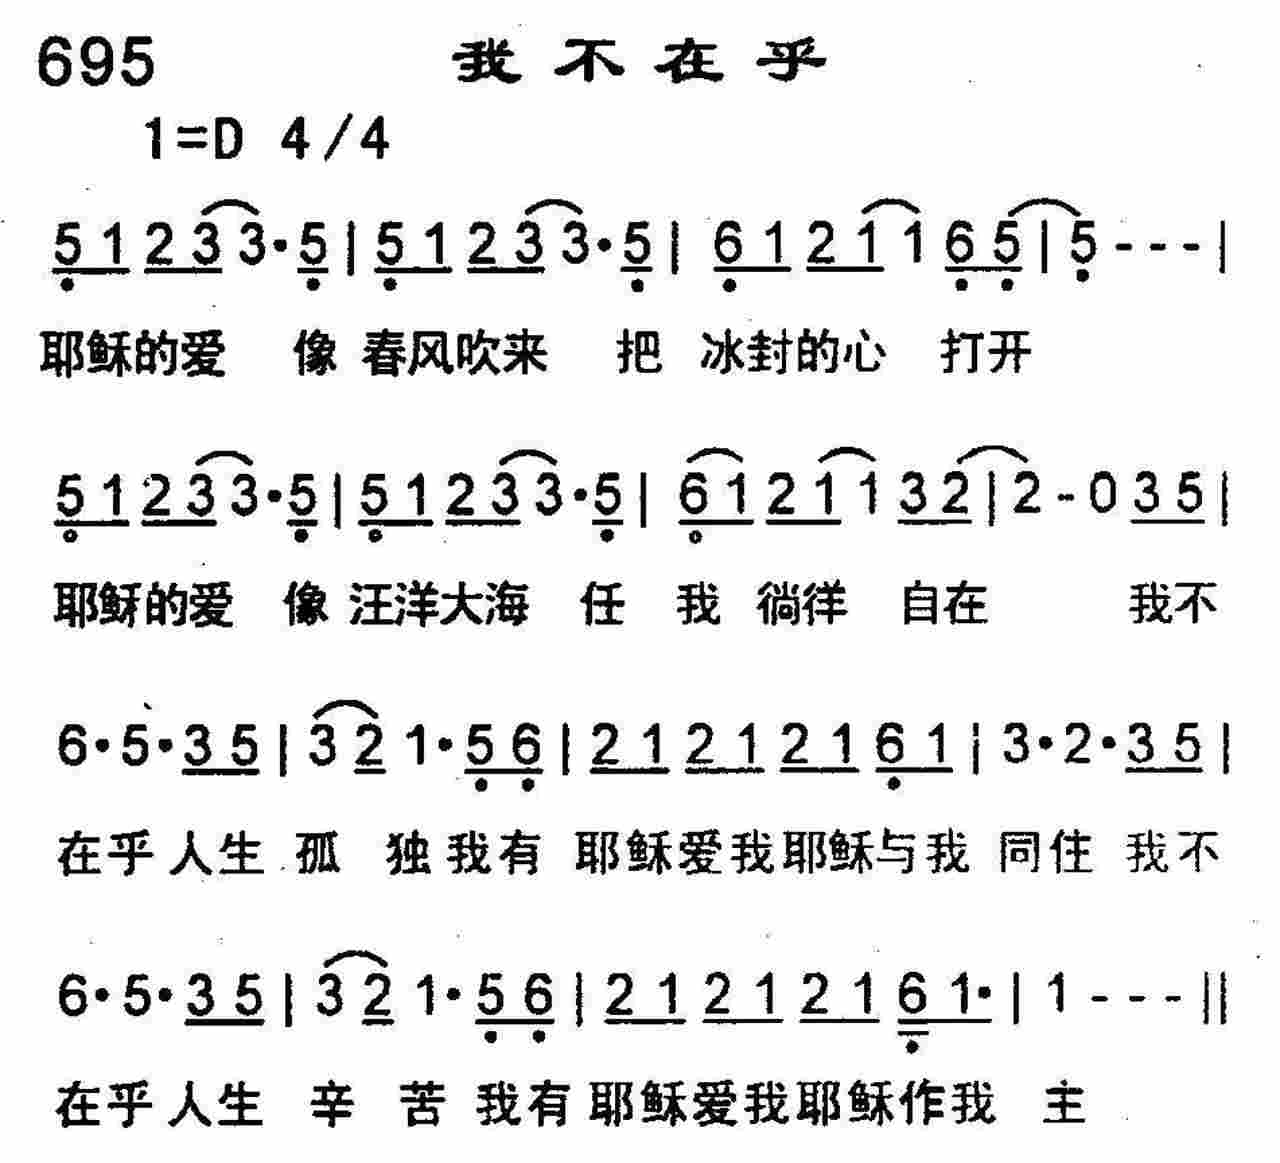 695 我不在乎
1=D 4/4
5 1 2 3 3·5 | 5 1 2 3 3·5 | 6 1 2 1 1 6 5 | 5 - - - |
耶稣的爱 像 春风吹来 把 冰封的心 打开
5 1 2 3 3·5 | 5 1 2 3 3·5 | 6 1 2 1 1 3 2 | 2 - 0 3 5 |
耶稣的爱 像 汪洋大海 任 我 徜徉 自在 我不
6·5·3 5 | 3 2 1·5 6 | 2 1 2 1 2 1 6 1 | 3·2·3 5 |
在乎人生 孤 独我有 耶稣爱我耶稣与我 同住 我不
6·5·3 5 | 3 2 1·5 6 | 2 1 2 1 2 1 6 1· | 1 - - - ||
在乎人生 辛 苦 我有耶稣爱我耶稣作我 主